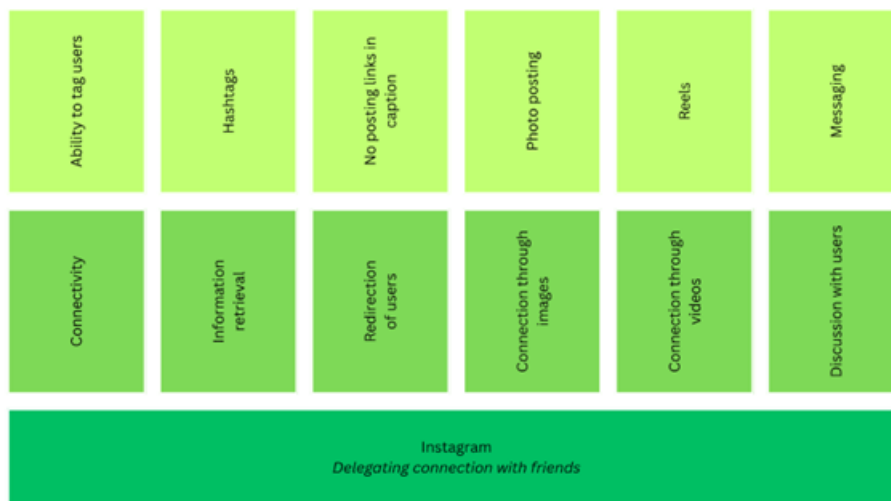 Ability to tag users
Hashtags
No posting links in
caption
Photo posting
Reels
Messaging
Connectivity
Information
retrieval
Redirection
of users
Connection through
images
Connection through
videos
Discussion with users
Instagram
Delegating connection with friends